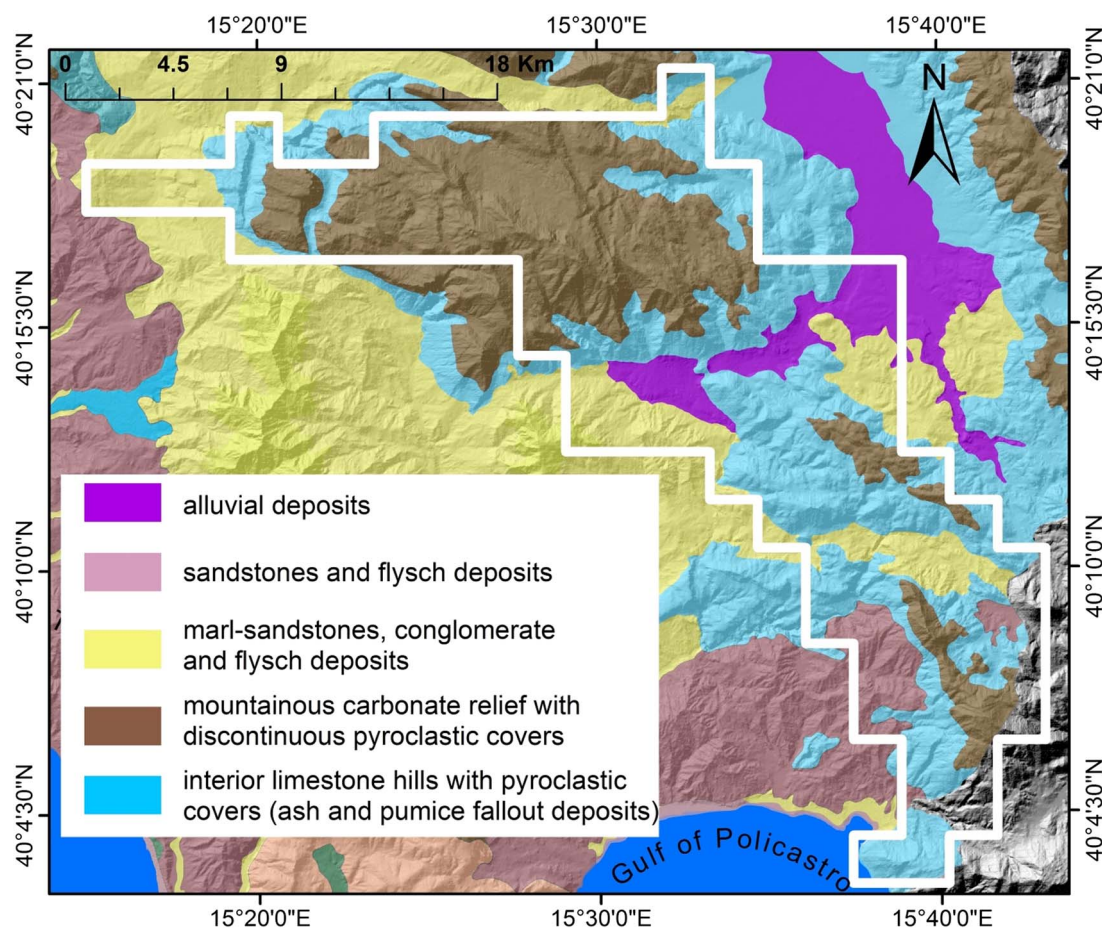 15°20'0"E 15°30'0"E 15°40'0"E
40°21'0"N
40°21'0"N
0 4.5 9 18 Km
N
40°15'30"N
40°15'30"N
alluvial deposits
sandstones and flysch deposits
40°10'0"N
40°10'0"N
marl-sandstones, conglomerate
and flysch deposits
mountainous carbonate relief with
discontinuous pyroclastic covers
interior limestone hills with pyroclastic
covers (ash and pumice fallout deposits)
40°4'30"N
40°4'30"N
Gulf of Policastro
15°20'0"E 15°30'0"E 15°40'0"E